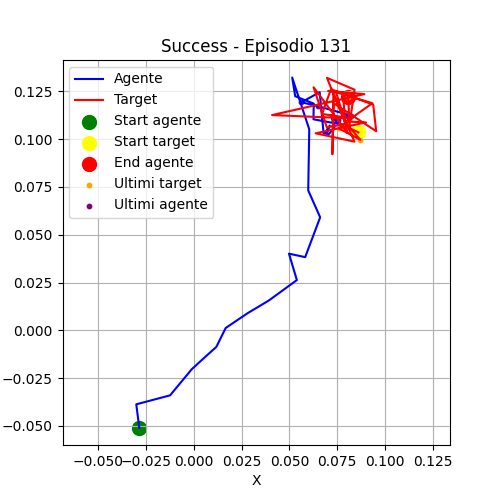 Success - Episodio 131
Agente
Target
Start agente
Start target
End agente
Ultimi target
Ultimi agente
0.125
0.100
0.075
0.050
0.025
0.000
−0.025
−0.050
−0.050 −0.025 0.000 0.025 0.050 0.075 0.100 0.125
X